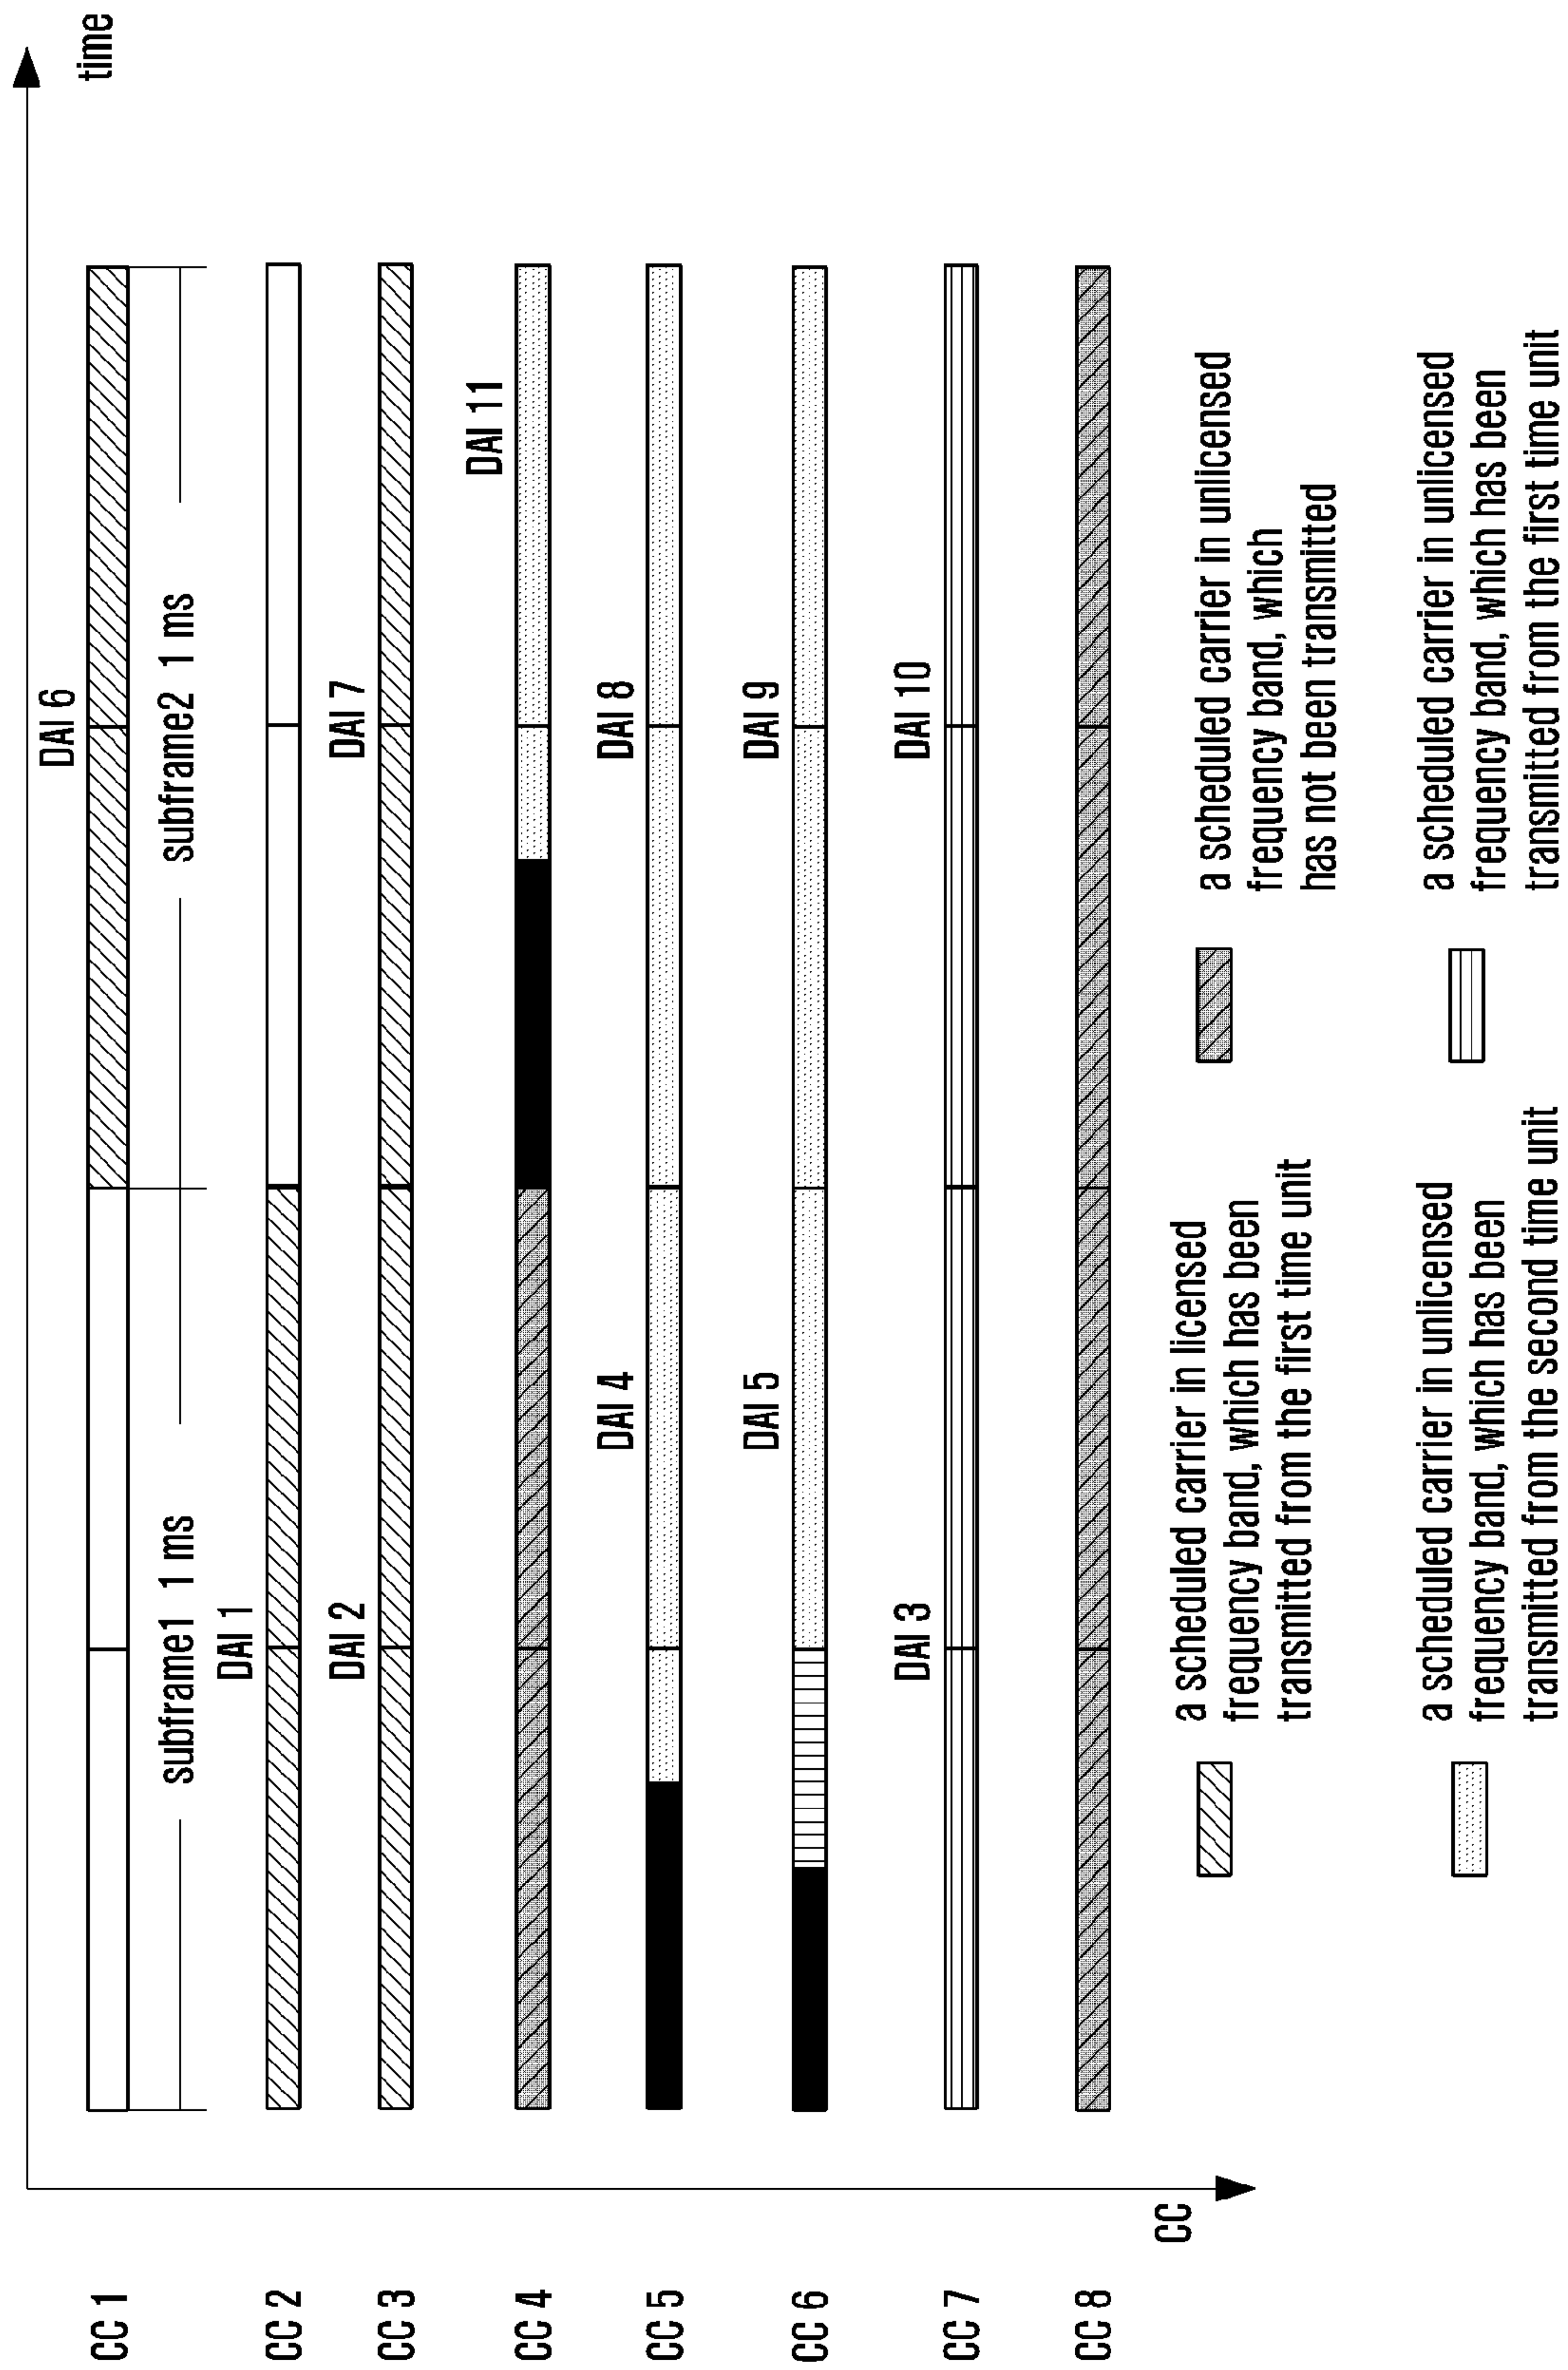 time
DAI 6
CC 1
subframe1 1 ms
subframe2 1 ms
DAI 1
CC 2
DAI 2
DAI 7
CC 3
DAI 11
CC 4
DAI 4
DAI 8
CC 5
DAI 5
DAI 9
CC 6
DAI 3
DAI 10
CC 7
CC 8
CC
a scheduled carrier in licensed
frequency band, which has been
transmitted from the first time unit
a scheduled carrier in unlicensed
frequency band, which
has not been transmitted
a scheduled carrier in unlicensed
frequency band, which has been
transmitted from the second time unit
a scheduled carrier in unlicensed
frequency band, which has been
transmitted from the first time unit